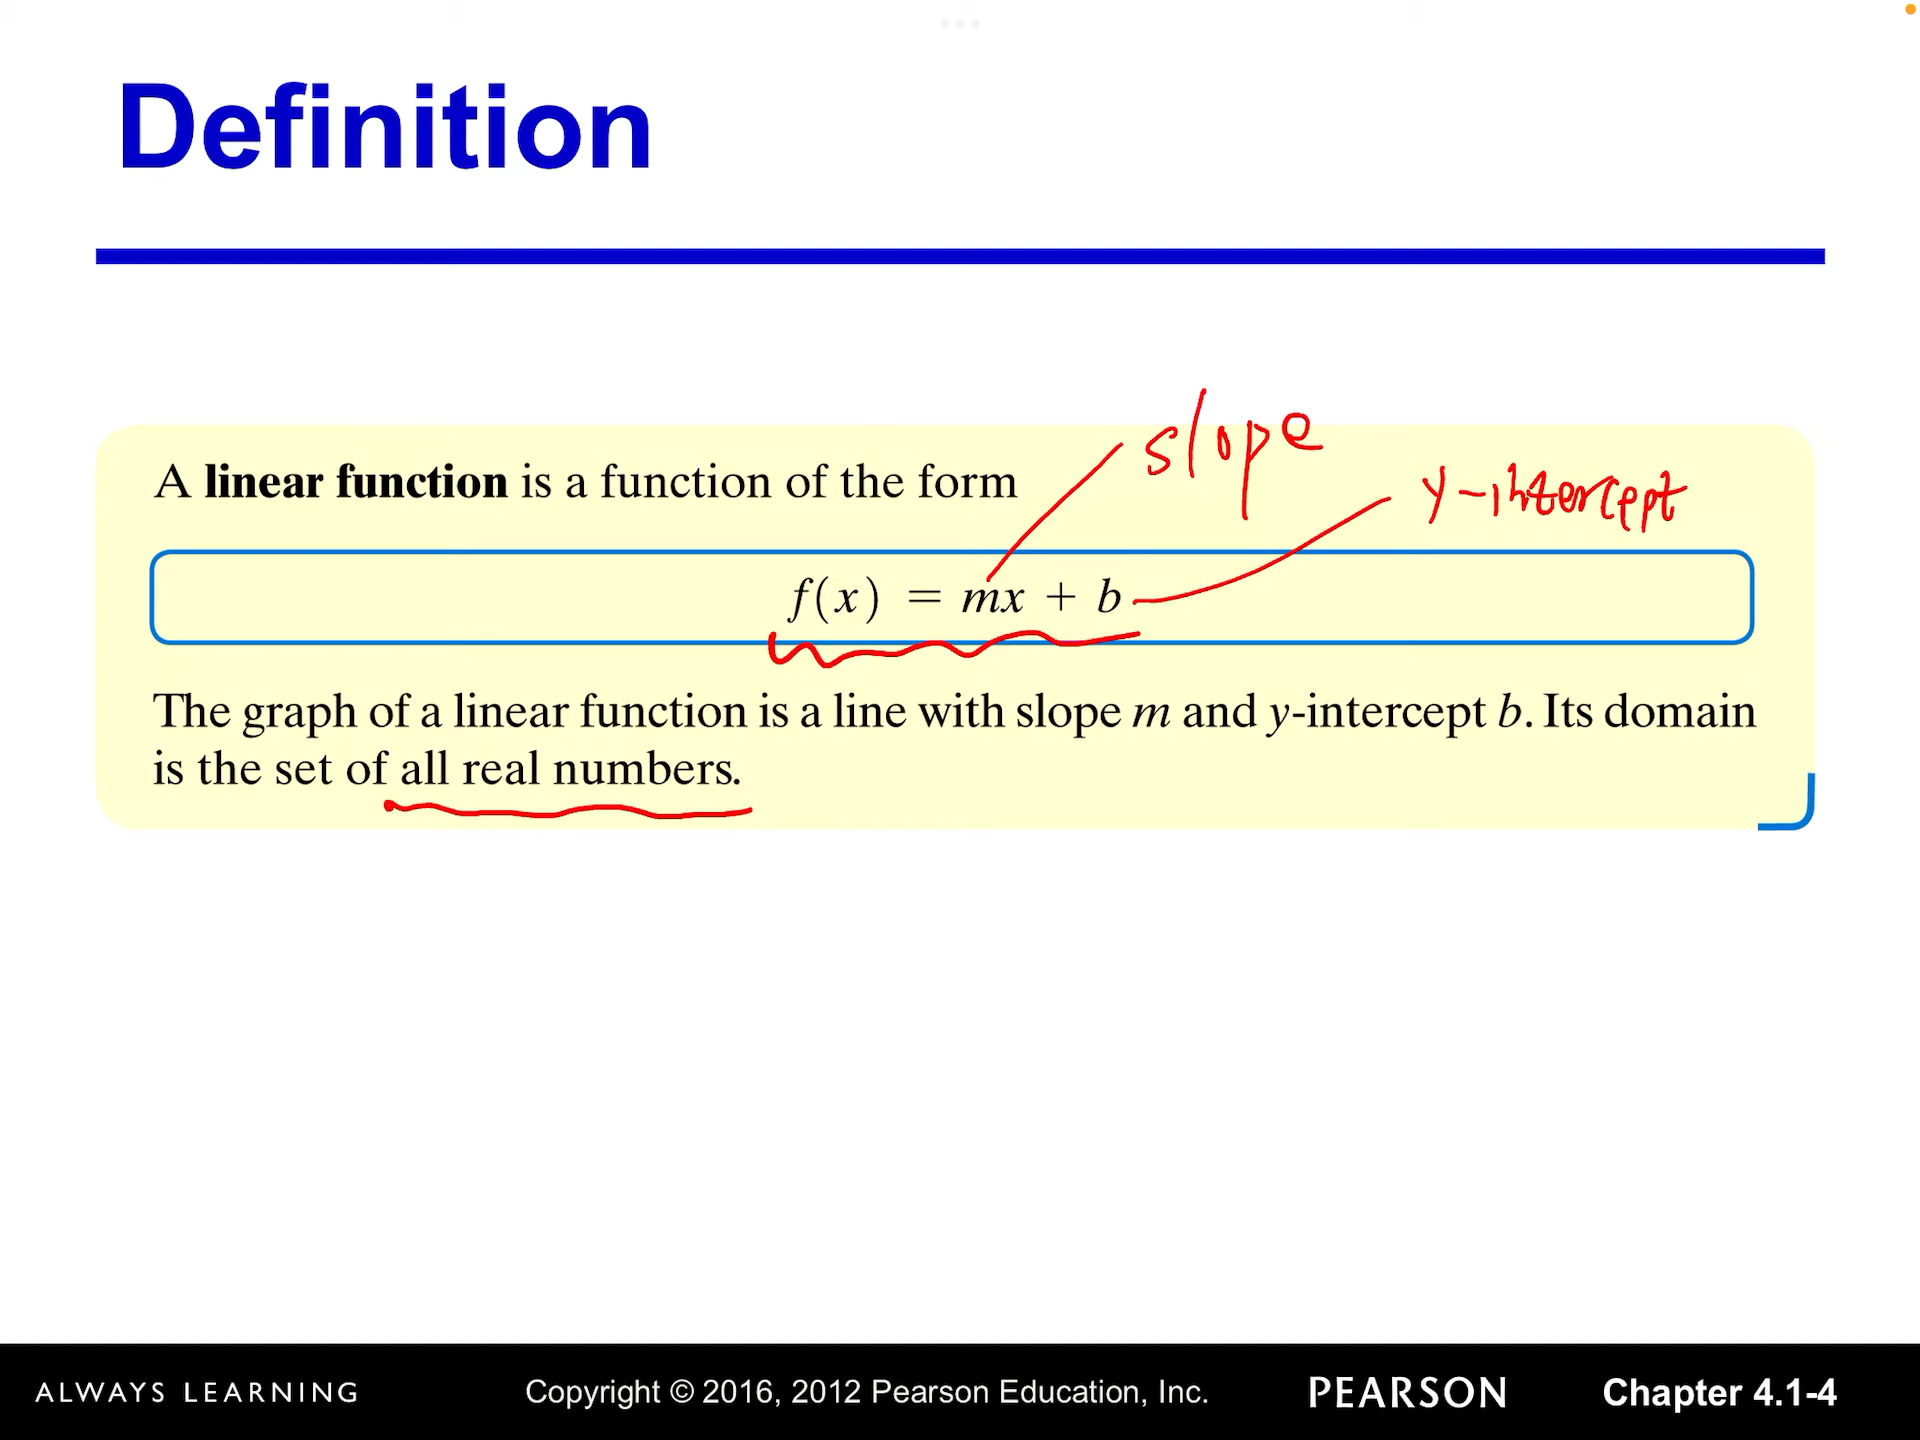 Definition
slope
A linear function is a function of the form
y-intercept
f(x) = mx + b
The graph of a linear function is a line with slope m and y-intercept b. Its domain
is the set of all real numbers.
ALWAYS LEARNING
Copyright © 2016, 2012 Pearson Education, Inc.
PEARSON
Chapter 4.1-4